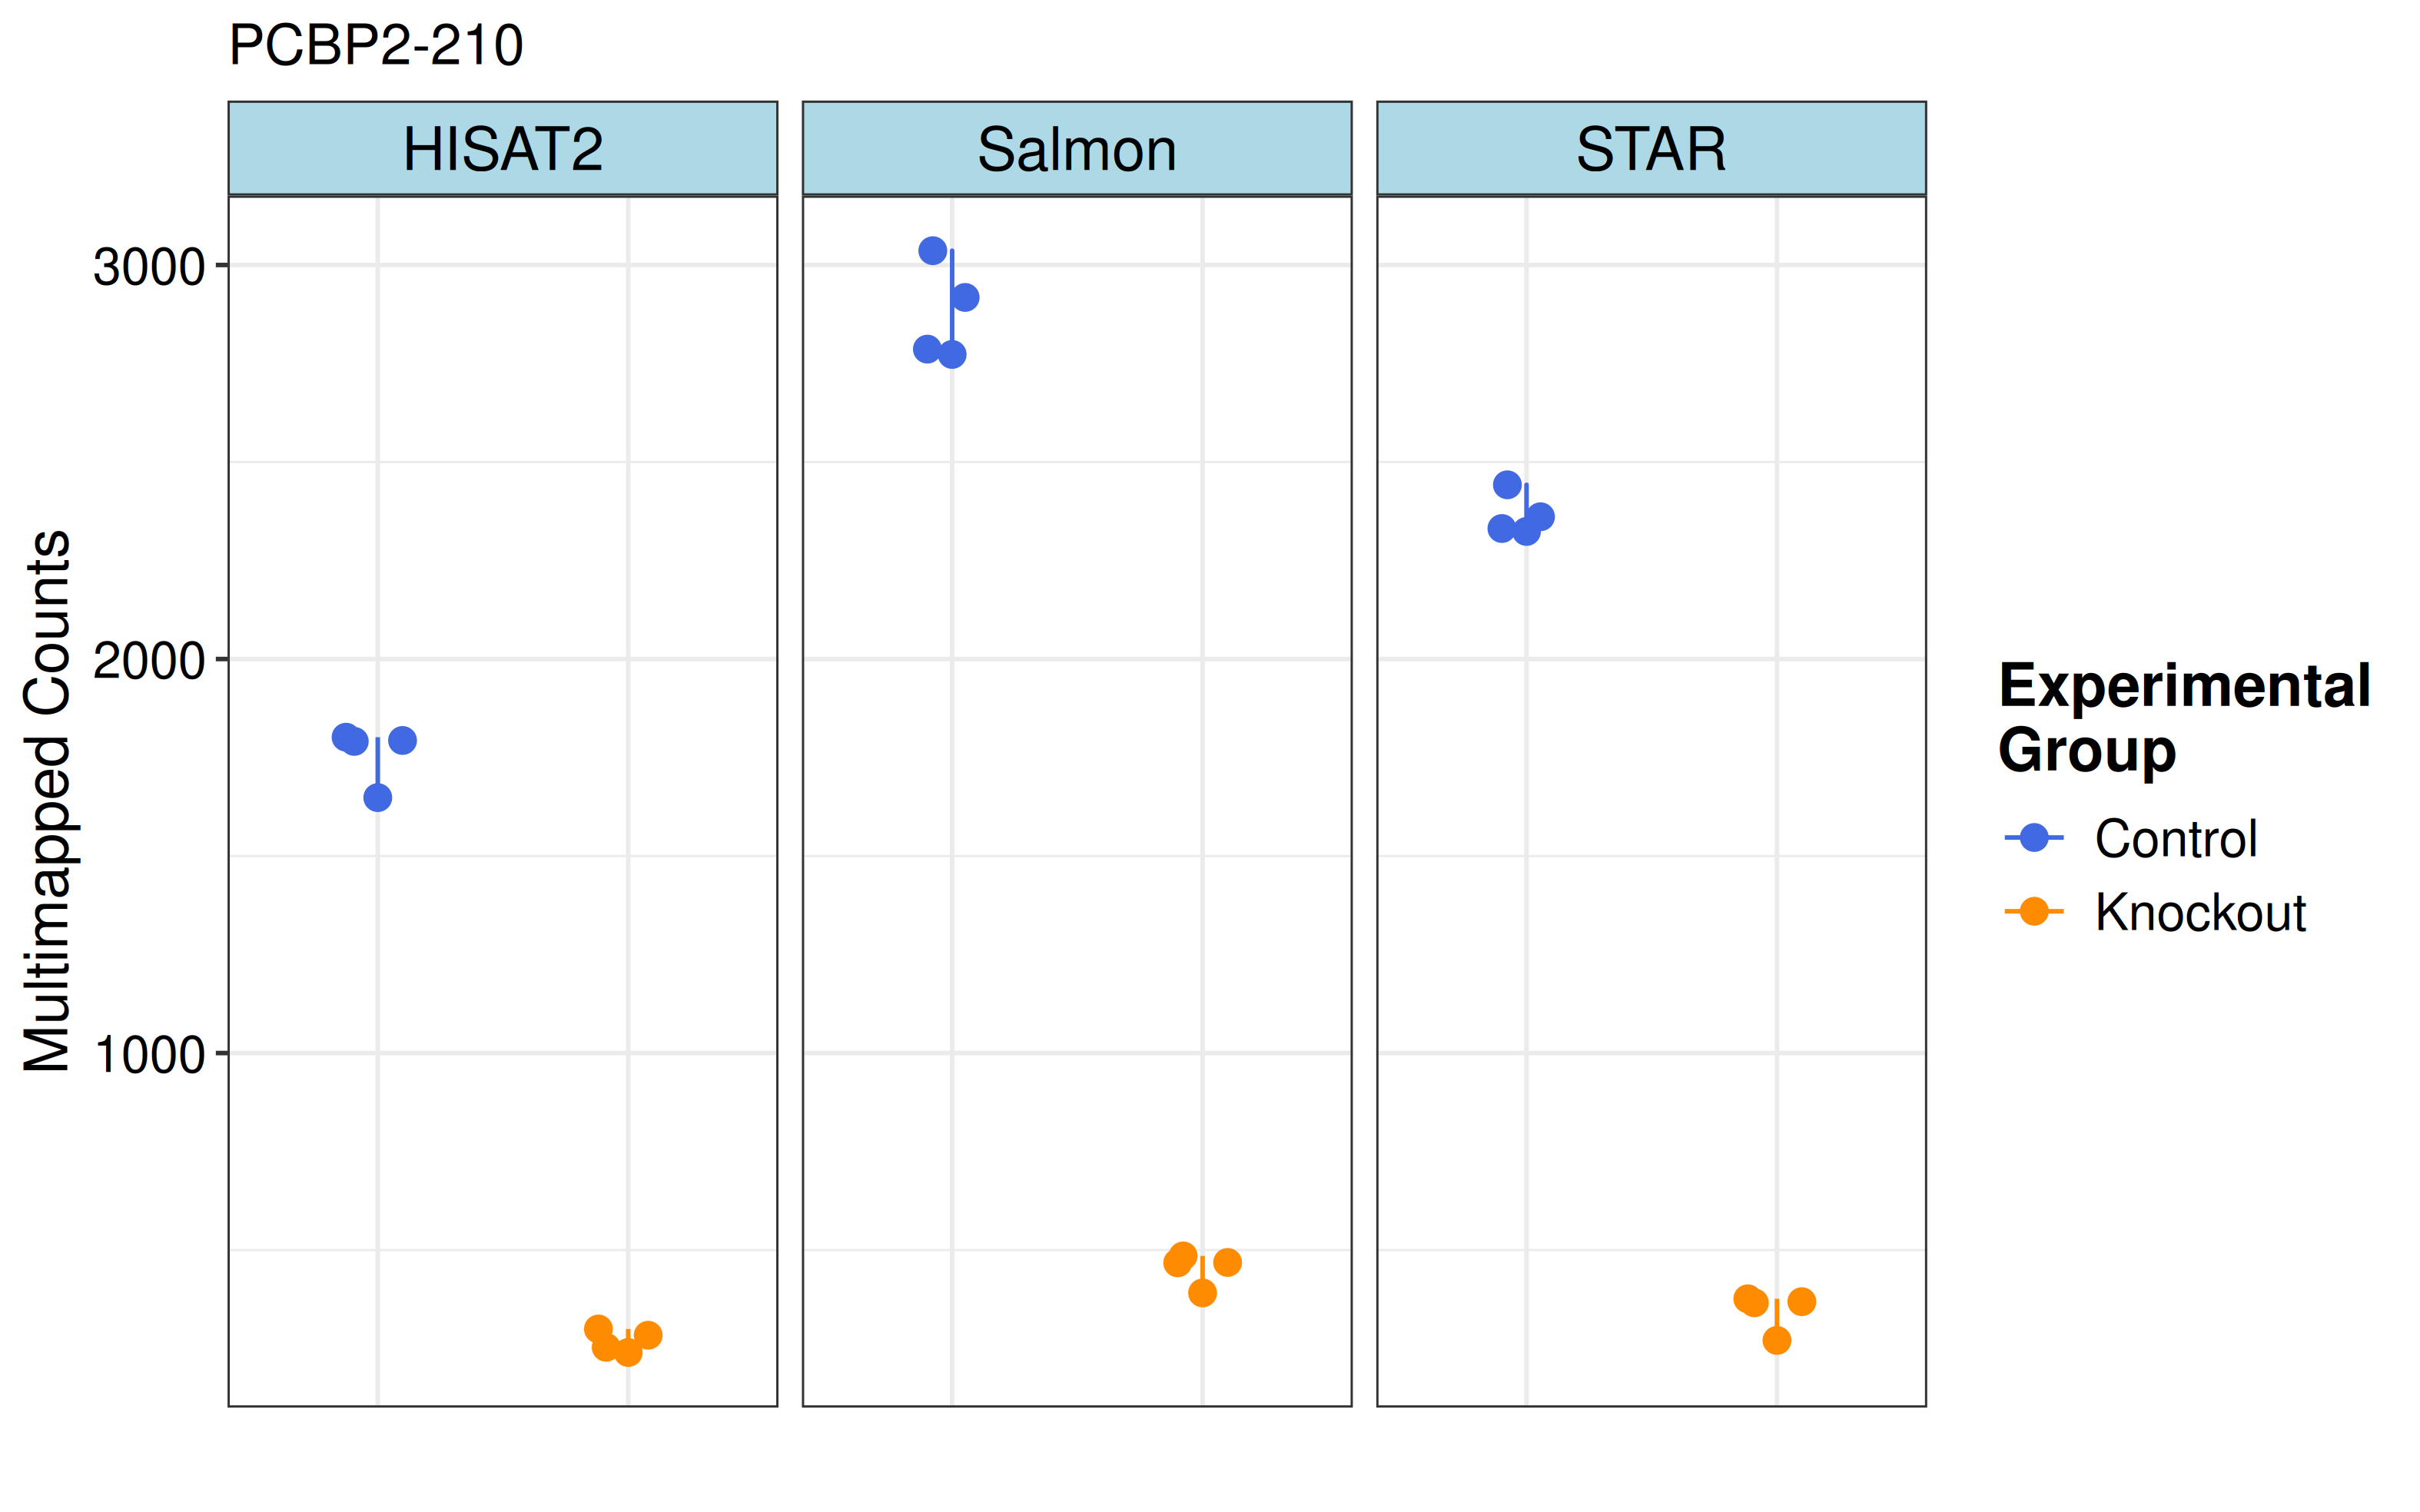 PCBP2-210
HISAT2
Salmon
STAR
Multimapped Counts
3000
2000
1000
Experimental
Group
Control
Knockout